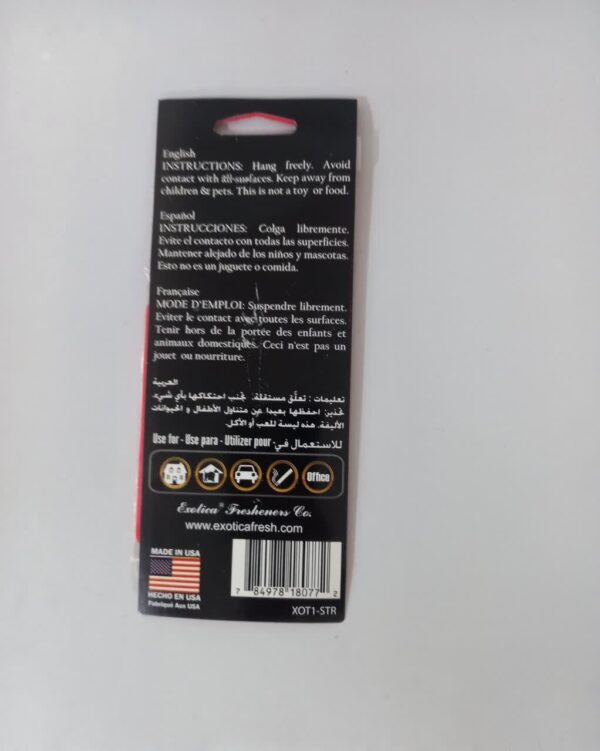 English
INSTRUCTIONS: Hang freely. Avoid
contact with all surfaces. Keep away from
children & pets. This is not a toy or food.
Español
INSTRUCCIONES: Colga libremente.
Evite el contacto con todas las superficies.
Mantener alejado de los niños y mascotas.
Esto no es un juguete o comida.
Française
MODE D'EMPLOI: Suspendre librement.
Eviter le contact avec toutes les surfaces.
Tenir hors de la portée des enfants et
animaux domestiques. Ceci n'est pas un
jouet ou nourriture.
العربية
تعليمات : تعلّق مستقلة. تجنب احتكاكها بأي شيء.
تحذير: احفظها بعيدا عن متناول الأطفال و الحيوانات
الأليفة. هذه ليسة للعب أو الأكل.
Use for - Use para - Utilizer pour - للاستعمال في
Office
Exotica® Fresheners Co.
www.exoticafresh.com
MADE IN USA
HECHO EN USA
Fabriqué Aux USA
7 84978 18077 2
XOT1-STR